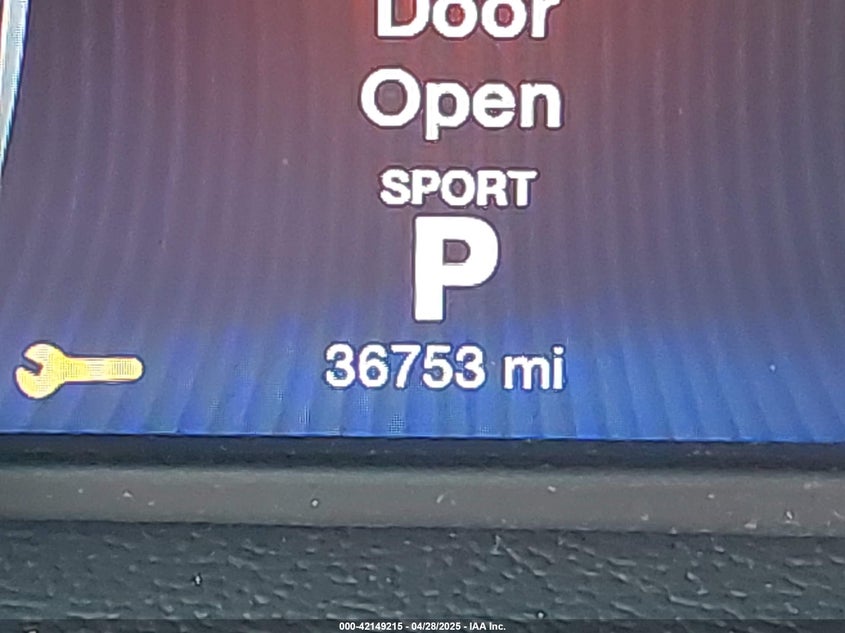 Door
Open
SPORT
P
36753 mi
000-42149215 - 04/28/2025 - IAA Inc.